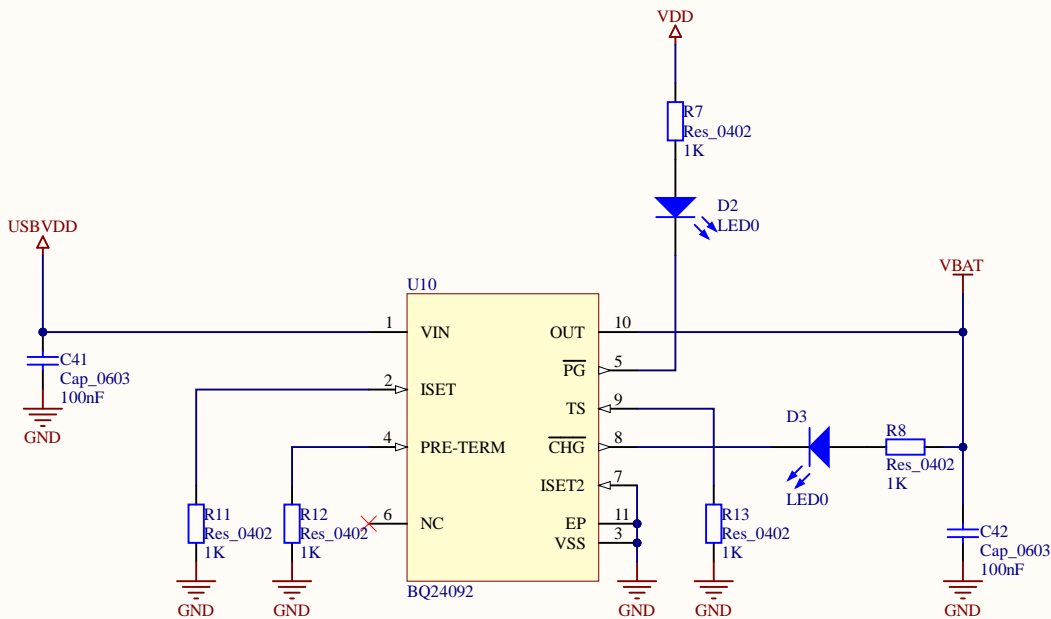 VDD
R7
Res_0402
1K
D2
LED0
USBVDD
VBAT
U10
1
VIN
OUT
10
C41
Cap_0603
100nF
GND
PG
5
2
ISET
TS
9
4
PRE-TERM
CHG
8
D3
LED0
R8
Res_0402
1K
ISET2
7
6
NC
EP
11
VSS
3
R11
Res_0402
1K
GND
R12
Res_0402
1K
GND
BQ24092
GND
R13
Res_0402
1K
GND
C42
Cap_0603
100nF
GND